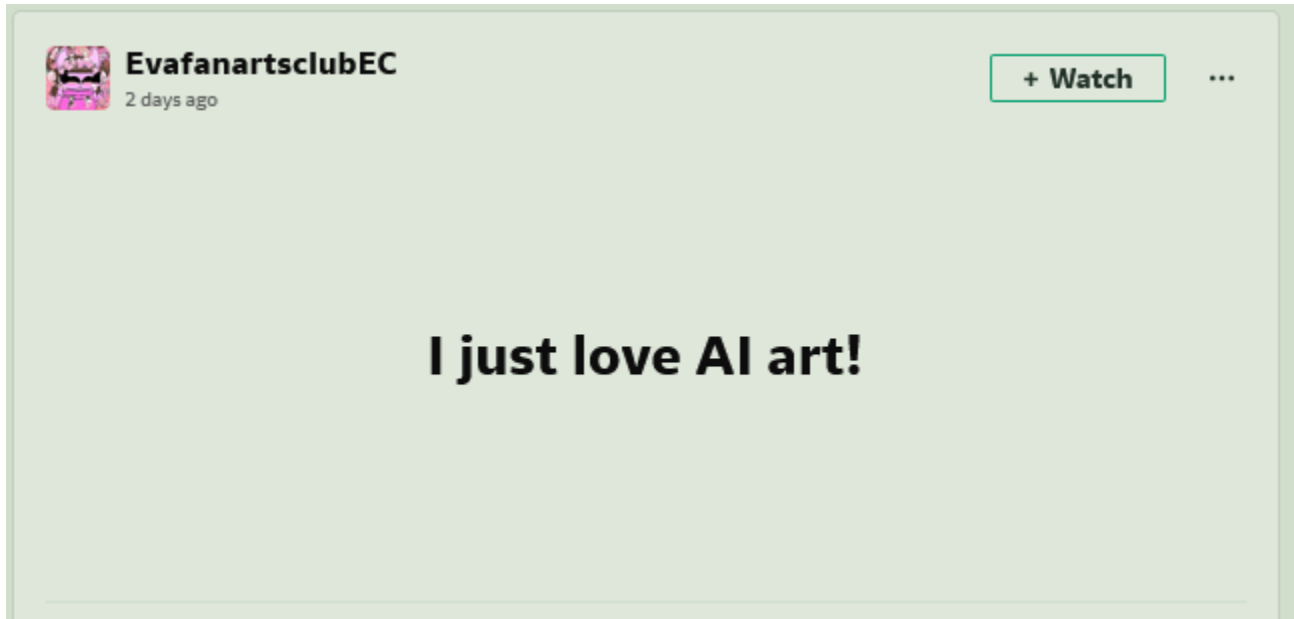 EvafanartsclubEC
2 days ago
+ Watch
...
I just love AI art!